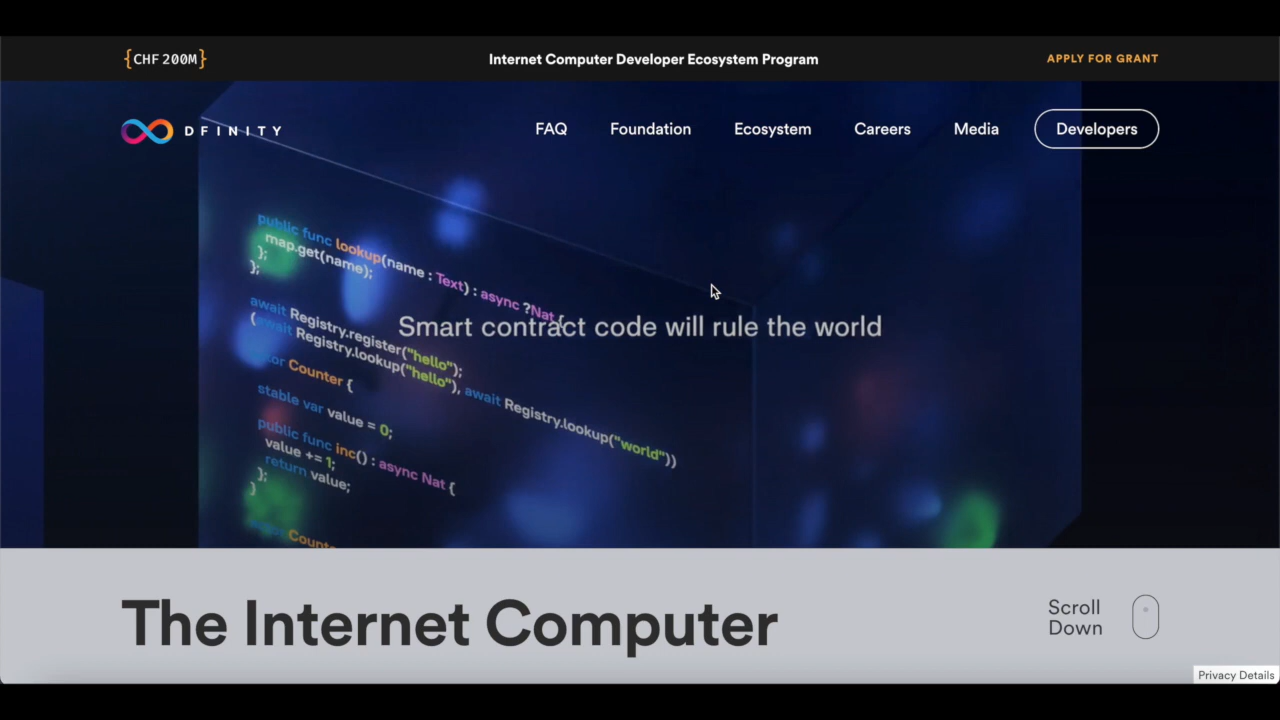 {CHF 200M}
Internet Computer Developer Ecosystem Program
APPLY FOR GRANT
DFINITY
FAQ
Foundation
Ecosystem
Careers
Media
Developers
public func lookup(name : Text) : async ?Nat {
map.get(name);
};
};
await Registry.register("hello");
(await Registry.lookup("hello"), await Registry.lookup("world"))
Counter {
stable var value = 0;
public func inc() : async Nat {
value += 1;
return value;
};
}
Smart contract code will rule the world
The Internet Computer
Scroll
Down
Privacy Details